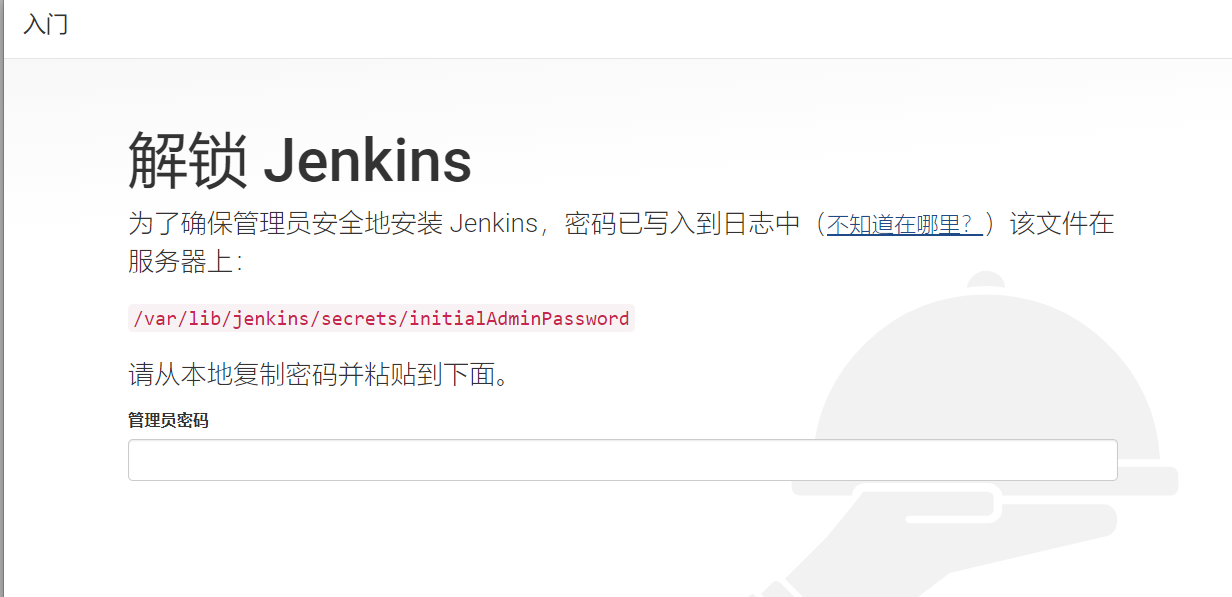 入门
解锁 Jenkins
为了确保管理员安全地安装 Jenkins，密码已写入到日志中（不知道在哪里？）该文件在
服务器上：
/var/lib/jenkins/secrets/initialAdminPassword
请从本地复制密码并粘贴到下面。
管理员密码